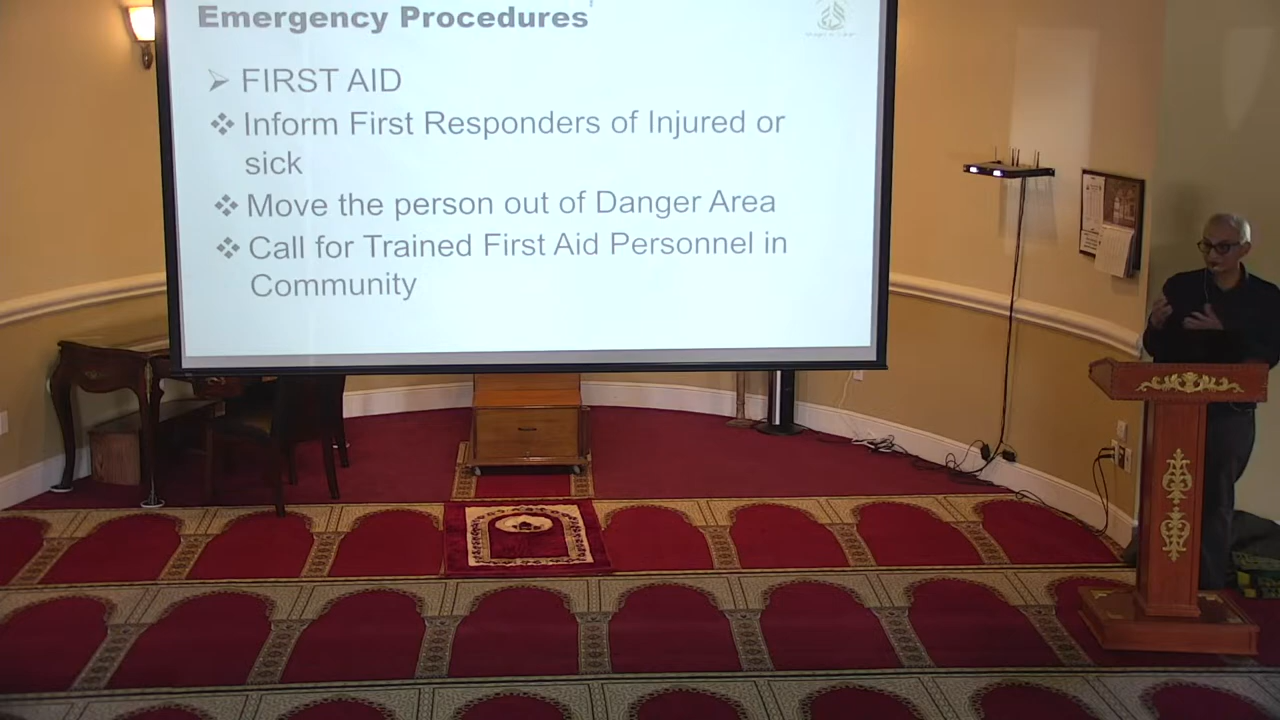 Emergency Procedures
FIRST AID
Inform First Responders of Injured or
sick
Move the person out of Danger Area
Call for Trained First Aid Personnel in
Community